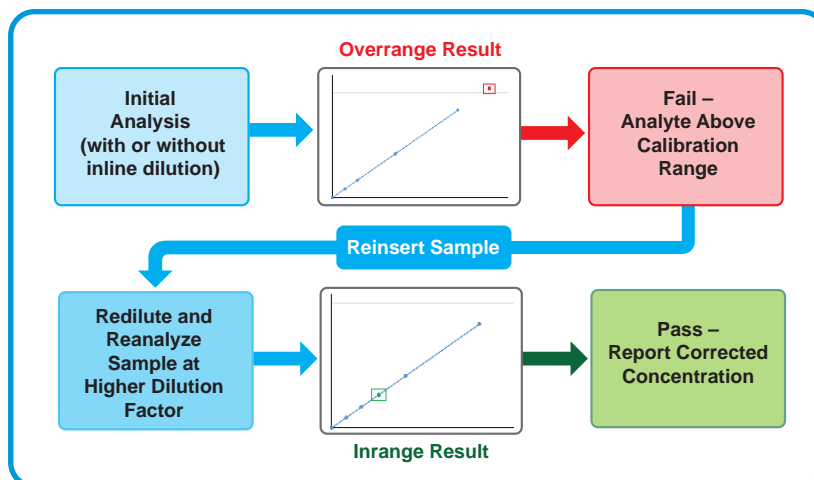 Overrange Result
Initial
Analysis
(with or without
inline dilution)
Fail –
Analyte Above
Calibration
Range
Reinsert Sample
Redilute and
Reanalyze
Sample at
Higher Dilution
Factor
Pass –
Report Corrected
Concentration
Inrange Result